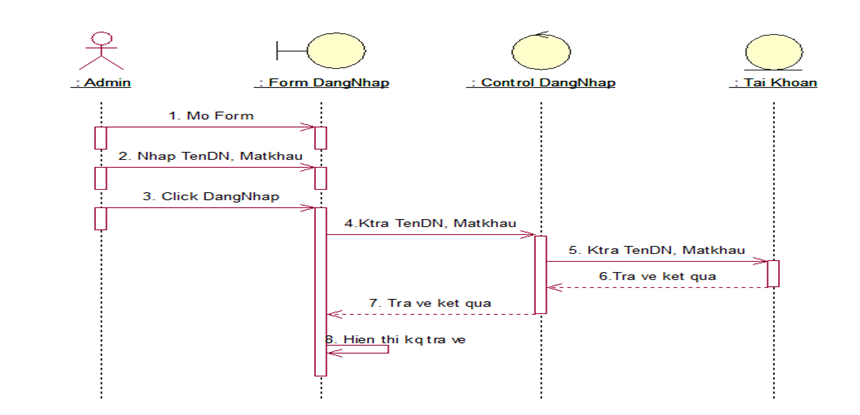 : Admin
: Form DangNhap
: Control DangNhap
: Tai Khoan
1. Mo Form
2. Nhap TenDN, Matkhau
3. Click DangNhap
4.Ktra TenDN, Matkhau
5. Ktra TenDN, Matkhau
6.Tra ve ket qua
7. Tra ve ket qua
8. Hien thi kq tra ve